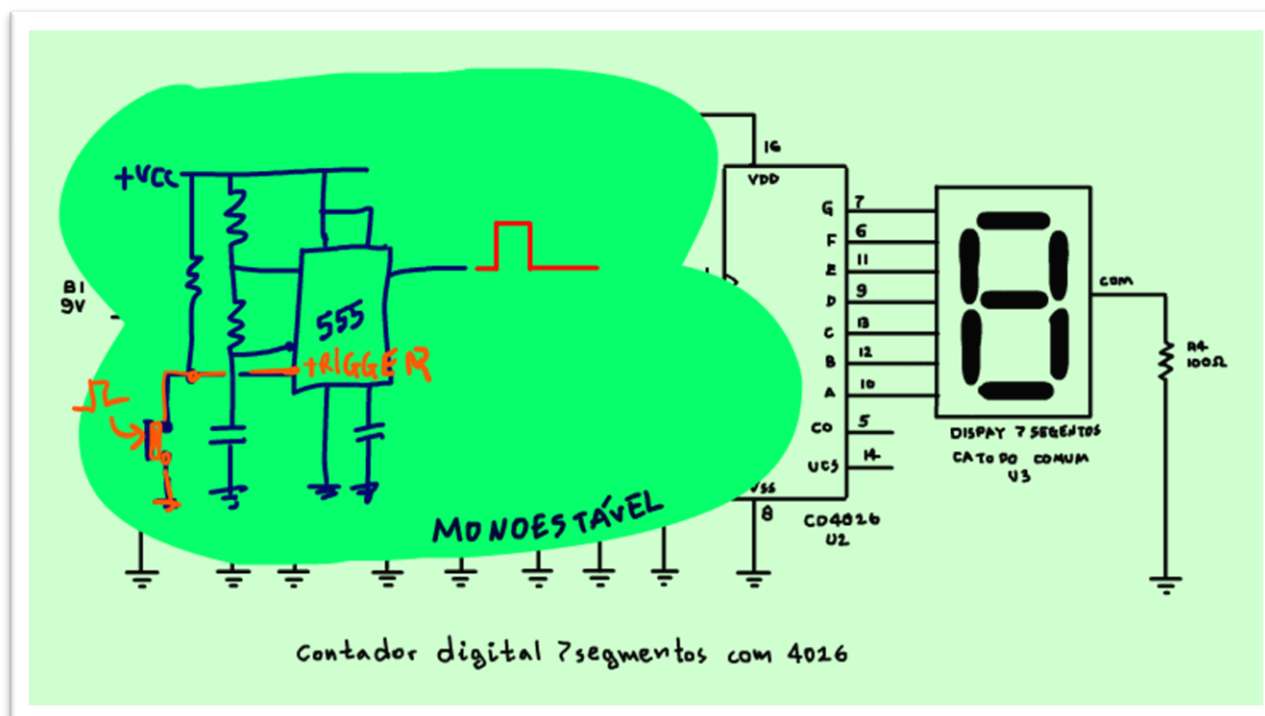 +VCC
B1
9V
555
TRIGGER
MONOESTÁVEL
16
VDD
G 7
F 6
E 11
D 9
C 13
B 12
A 10
CO 5
UCS 14
VSS
8
CD4026
U2
COM
R4
100Ω
DISPAY 7 SEGENTOS
CATODO COMUM
U3
Contador digital 7segmentos com 4026